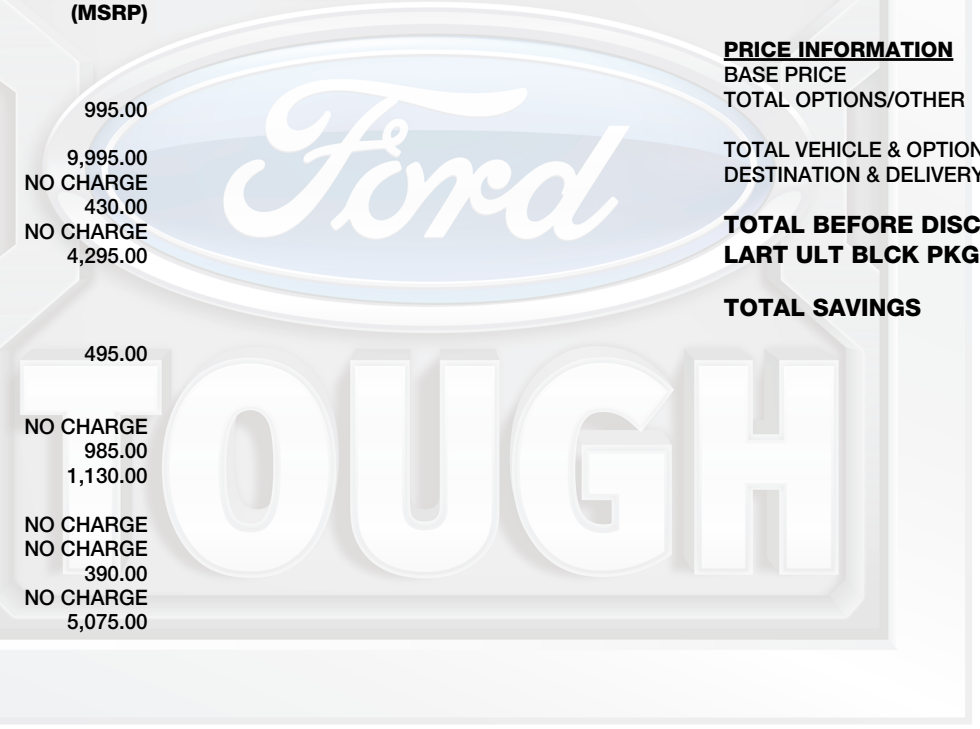 (MSRP)
995.00
9,995.00
NO CHARGE
430.00
NO CHARGE
4,295.00
495.00
NO CHARGE
985.00
1,130.00
NO CHARGE
NO CHARGE
390.00
NO CHARGE
5,075.00
PRICE INFORMATION
BASE PRICE
TOTAL OPTIONS/OTHER
TOTAL VEHICLE & OPTION
DESTINATION & DELIVERY
TOTAL BEFORE DISC
LART ULT BLCK PKG
TOTAL SAVINGS
Ford
TOUGH